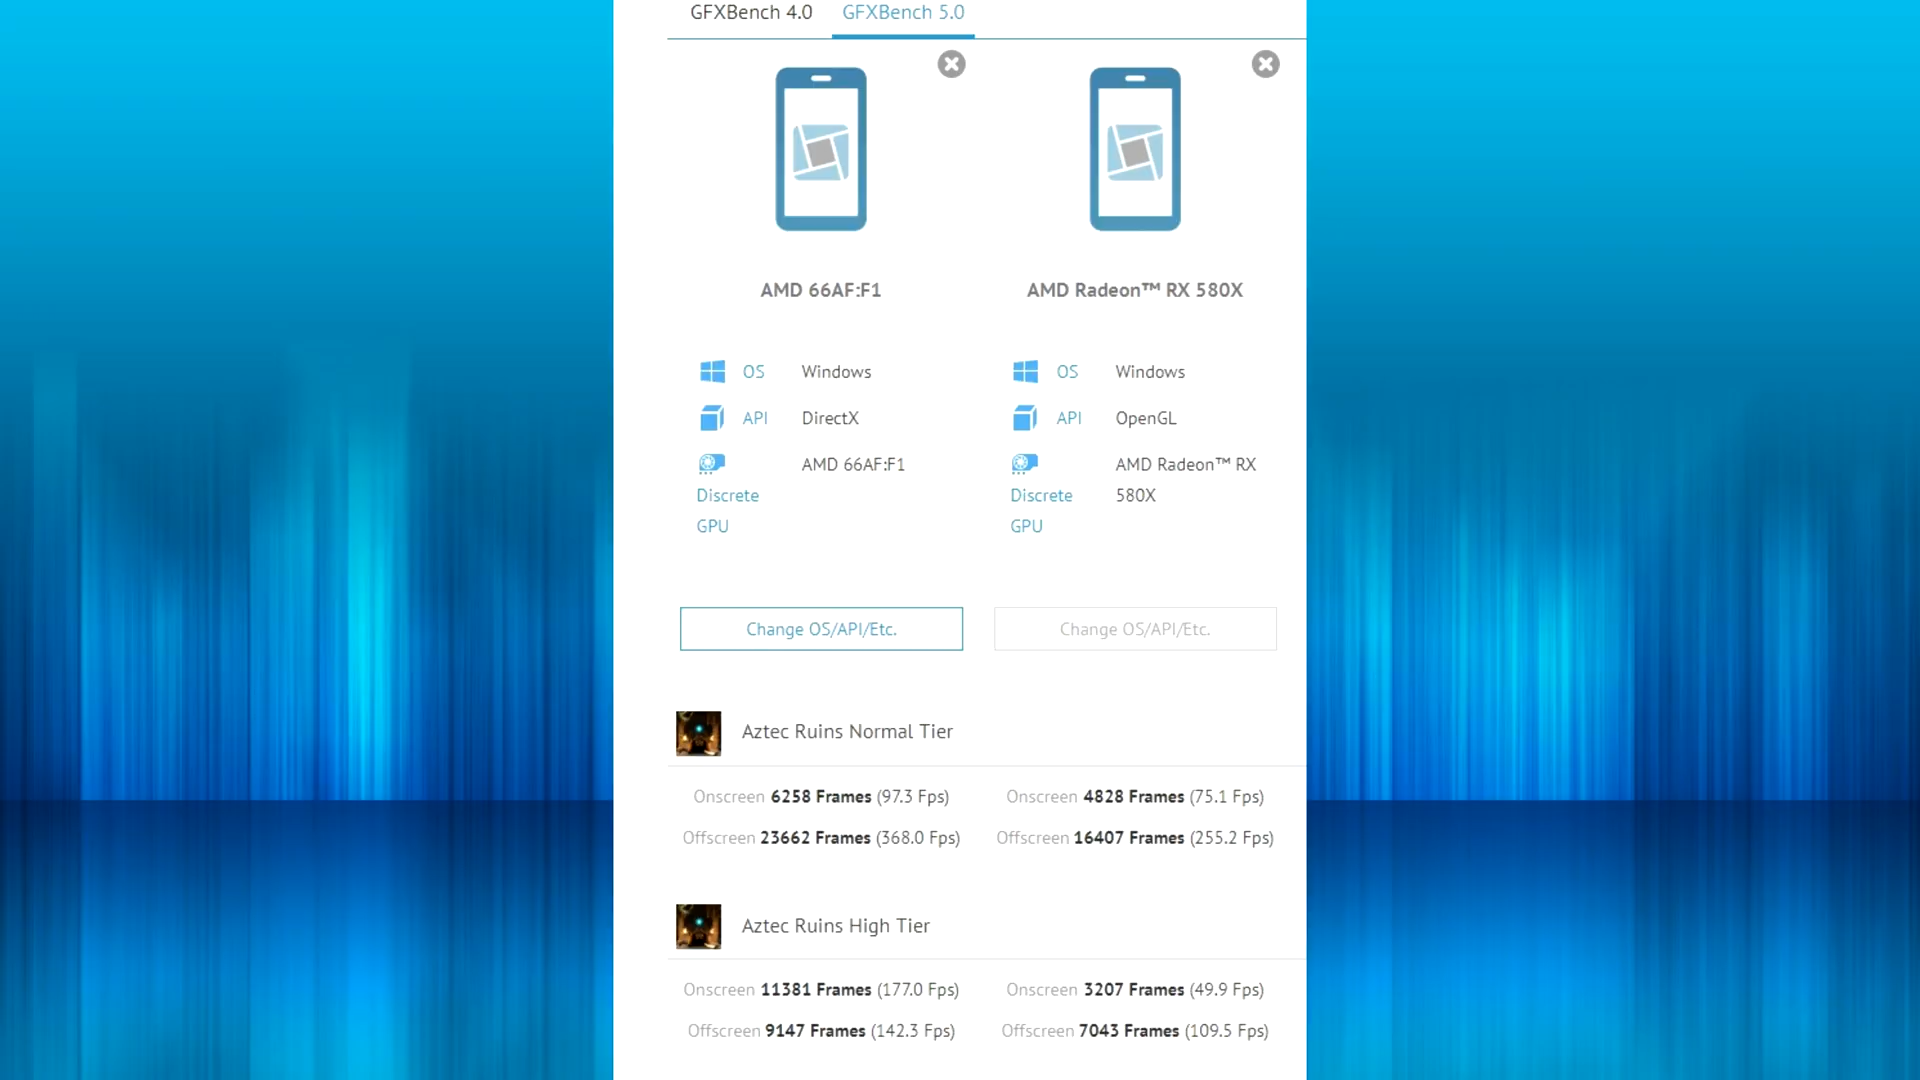 GFXBench 4.0 GFXBench 5.0
AMD 66AF:F1 AMD Radeon™ RX 580X
OS Windows OS Windows
API DirectX API OpenGL
AMD 66AF:F1 AMD Radeon™ RX
Discrete Discrete 580X
GPU GPU
Change OS/API/Etc. Change OS/API/Etc.
Aztec Ruins Normal Tier
Onscreen 6258 Frames (97.3 Fps) Onscreen 4828 Frames (75.1 Fps)
Offscreen 23662 Frames (368.0 Fps) Offscreen 16407 Frames (255.2 Fps)
Aztec Ruins High Tier
Onscreen 11381 Frames (177.0 Fps) Onscreen 3207 Frames (49.9 Fps)
Offscreen 9147 Frames (142.3 Fps) Offscreen 7043 Frames (109.5 Fps)